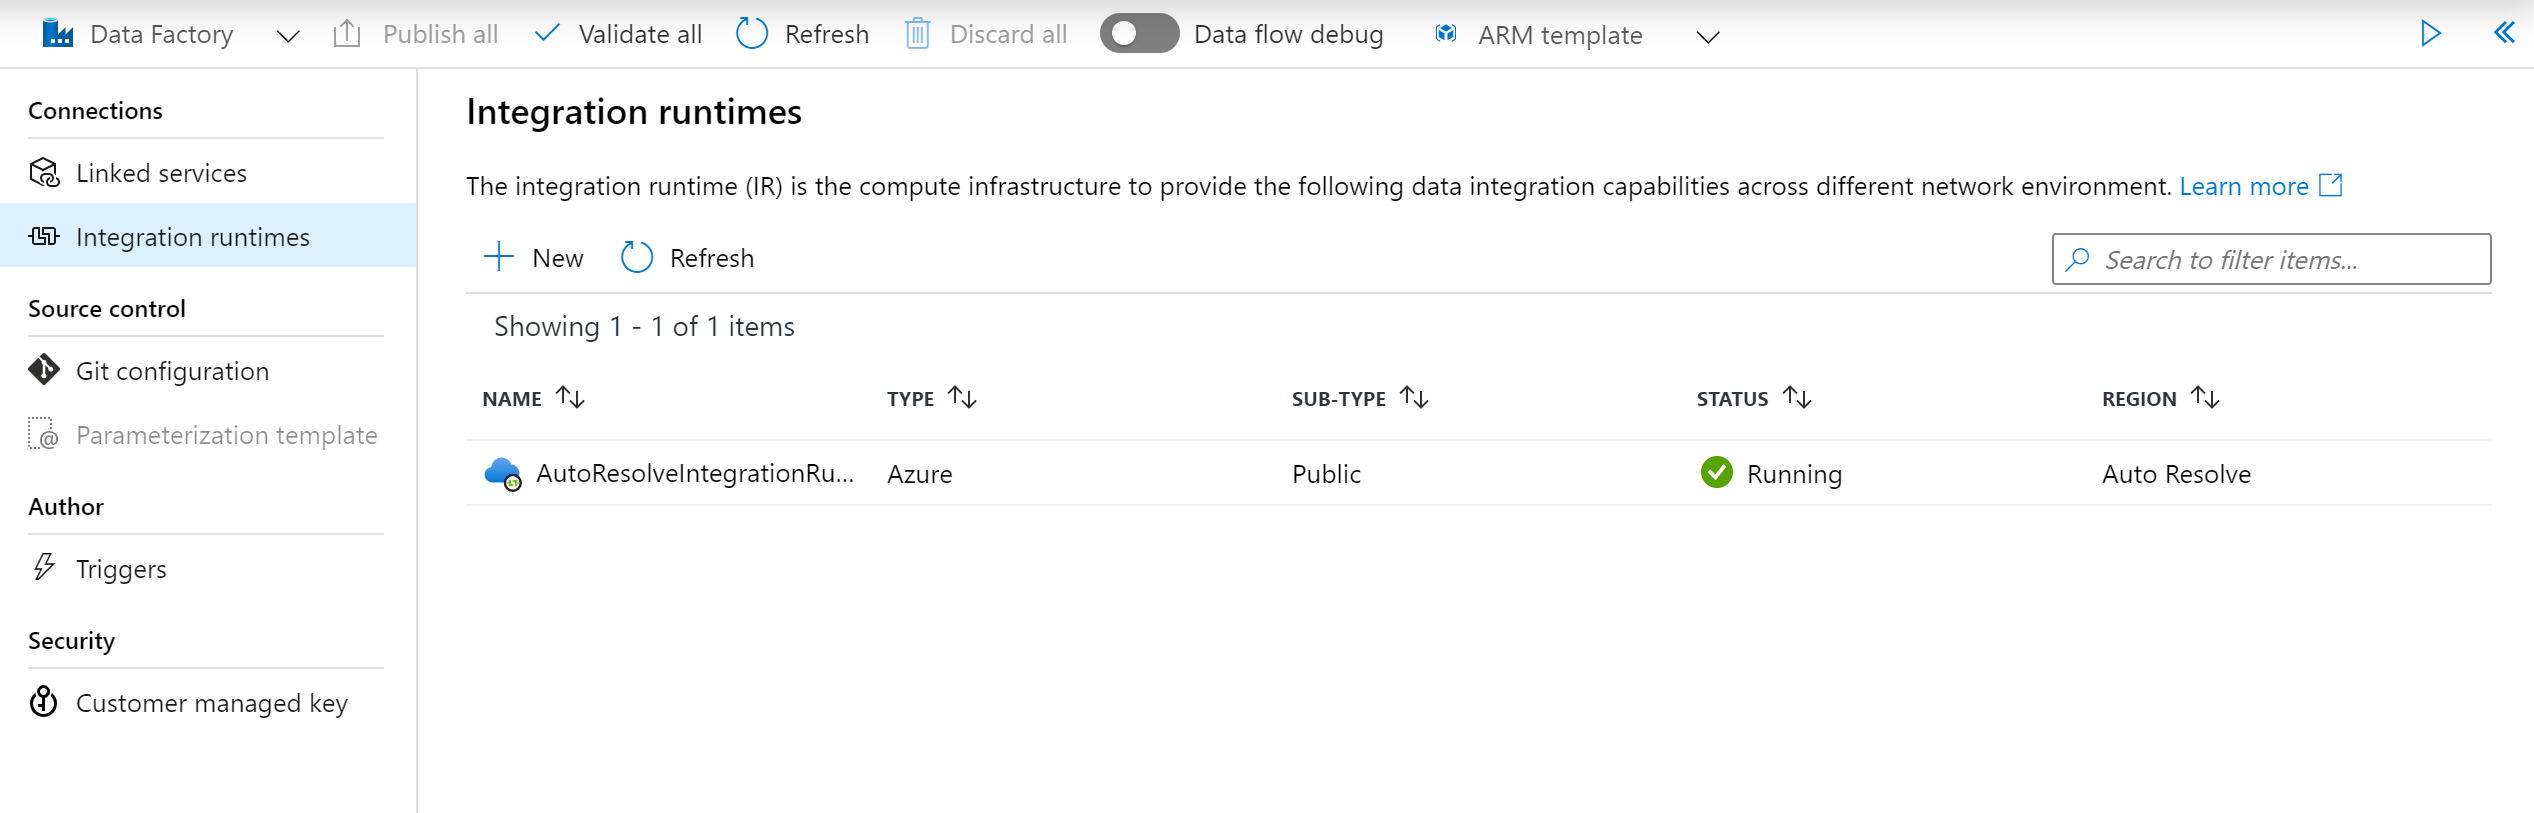 Data Factory Publish all Validate all Refresh Discard all Data flow debug ARM template
Connections
Linked services
Integration runtimes
Source control
Git configuration
Parameterization template
Author
Triggers
Security
Customer managed key
Integration runtimes
The integration runtime (IR) is the compute infrastructure to provide the following data integration capabilities across different network environment. Learn more
New Refresh Search to filter items...
Showing 1 - 1 of 1 items
NAME TYPE SUB-TYPE STATUS REGION
AutoResolveIntegrationRu... Azure Public Running Auto Resolve